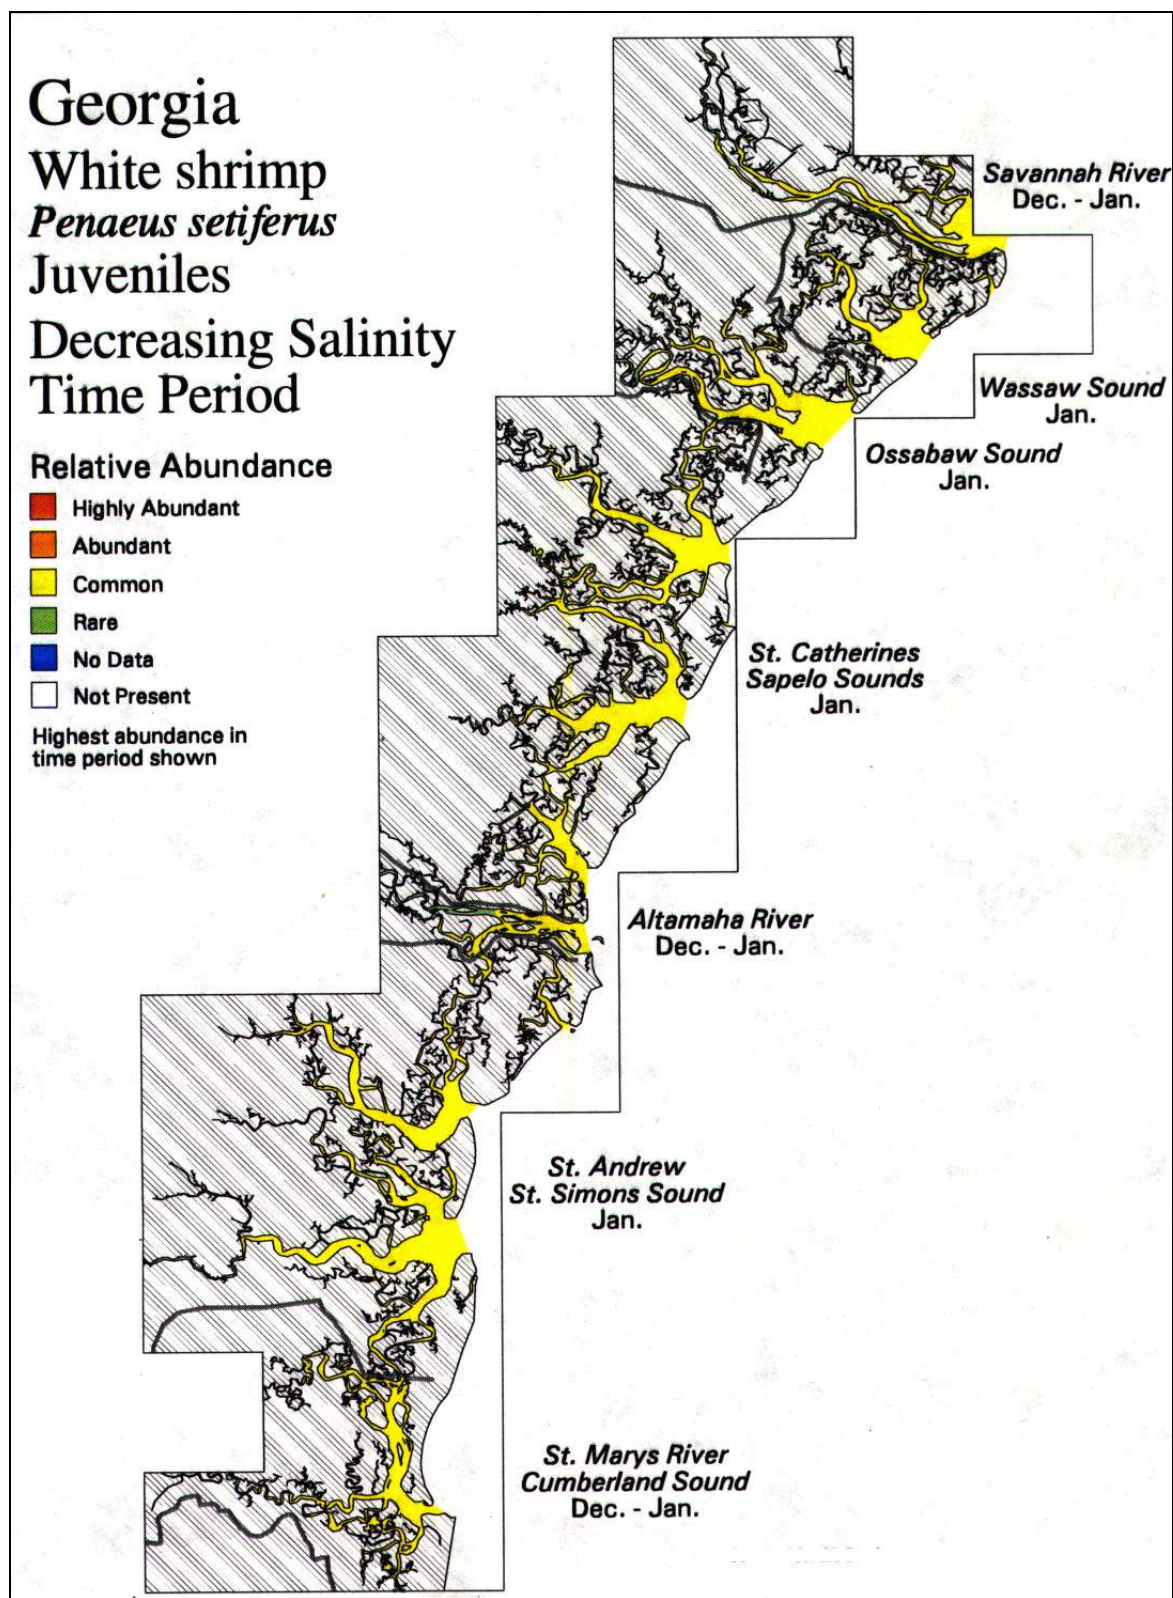 Georgia
White shrimp
Penaeus setiferus
Juveniles
Decreasing Salinity
Time Period
Relative Abundance
Highly Abundant
Abundant
Common
Rare
No Data
Not Present
Highest abundance in
time period shown
Savannah River
Dec. - Jan.
Wassaw Sound
Jan.
Ossabaw Sound
Jan.
St. Catherines
Sapelo Sounds
Jan.
Altamaha River
Dec. - Jan.
St. Andrew
St. Simons Sound
Jan.
St. Marys River
Cumberland Sound
Dec. - Jan.